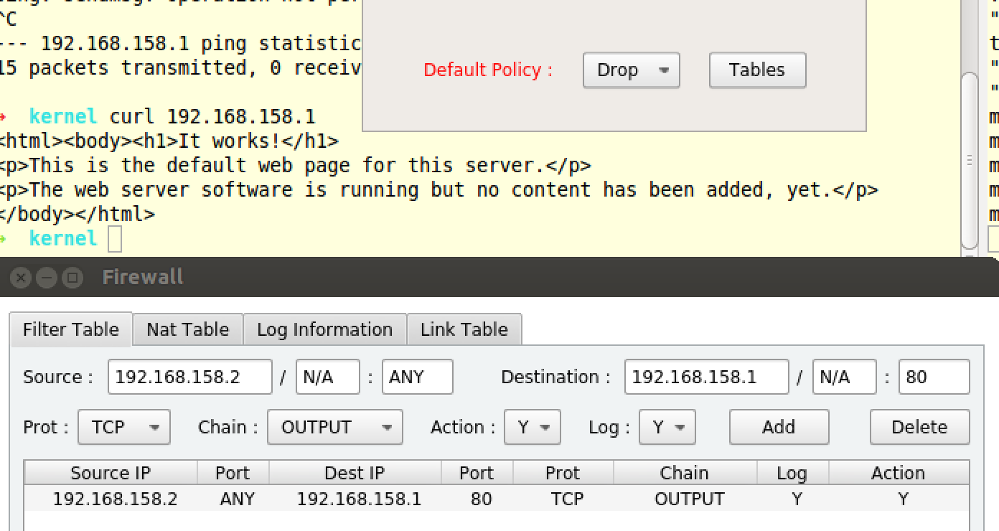 ^C
--- 192.168.158.1 ping statistic
15 packets transmitted, 0 receiv
Default Policy : Drop Tables
→ kernel curl 192.168.158.1
<html><body><h1>It works!</h1>
<p>This is the default web page for this server.</p>
<p>The web server software is running but no content has been added, yet.</p>
</body></html>
→ kernel
Firewall
Filter Table Nat Table Log Information Link Table
Source : 192.168.158.2 / N/A : ANY Destination : 192.168.158.1 / N/A : 80
Prot : TCP Chain : OUTPUT Action : Y Log : Y Add Delete
Source IP Port Dest IP Port Prot Chain Log Action
192.168.158.2 ANY 192.168.158.1 80 TCP OUTPUT Y Y